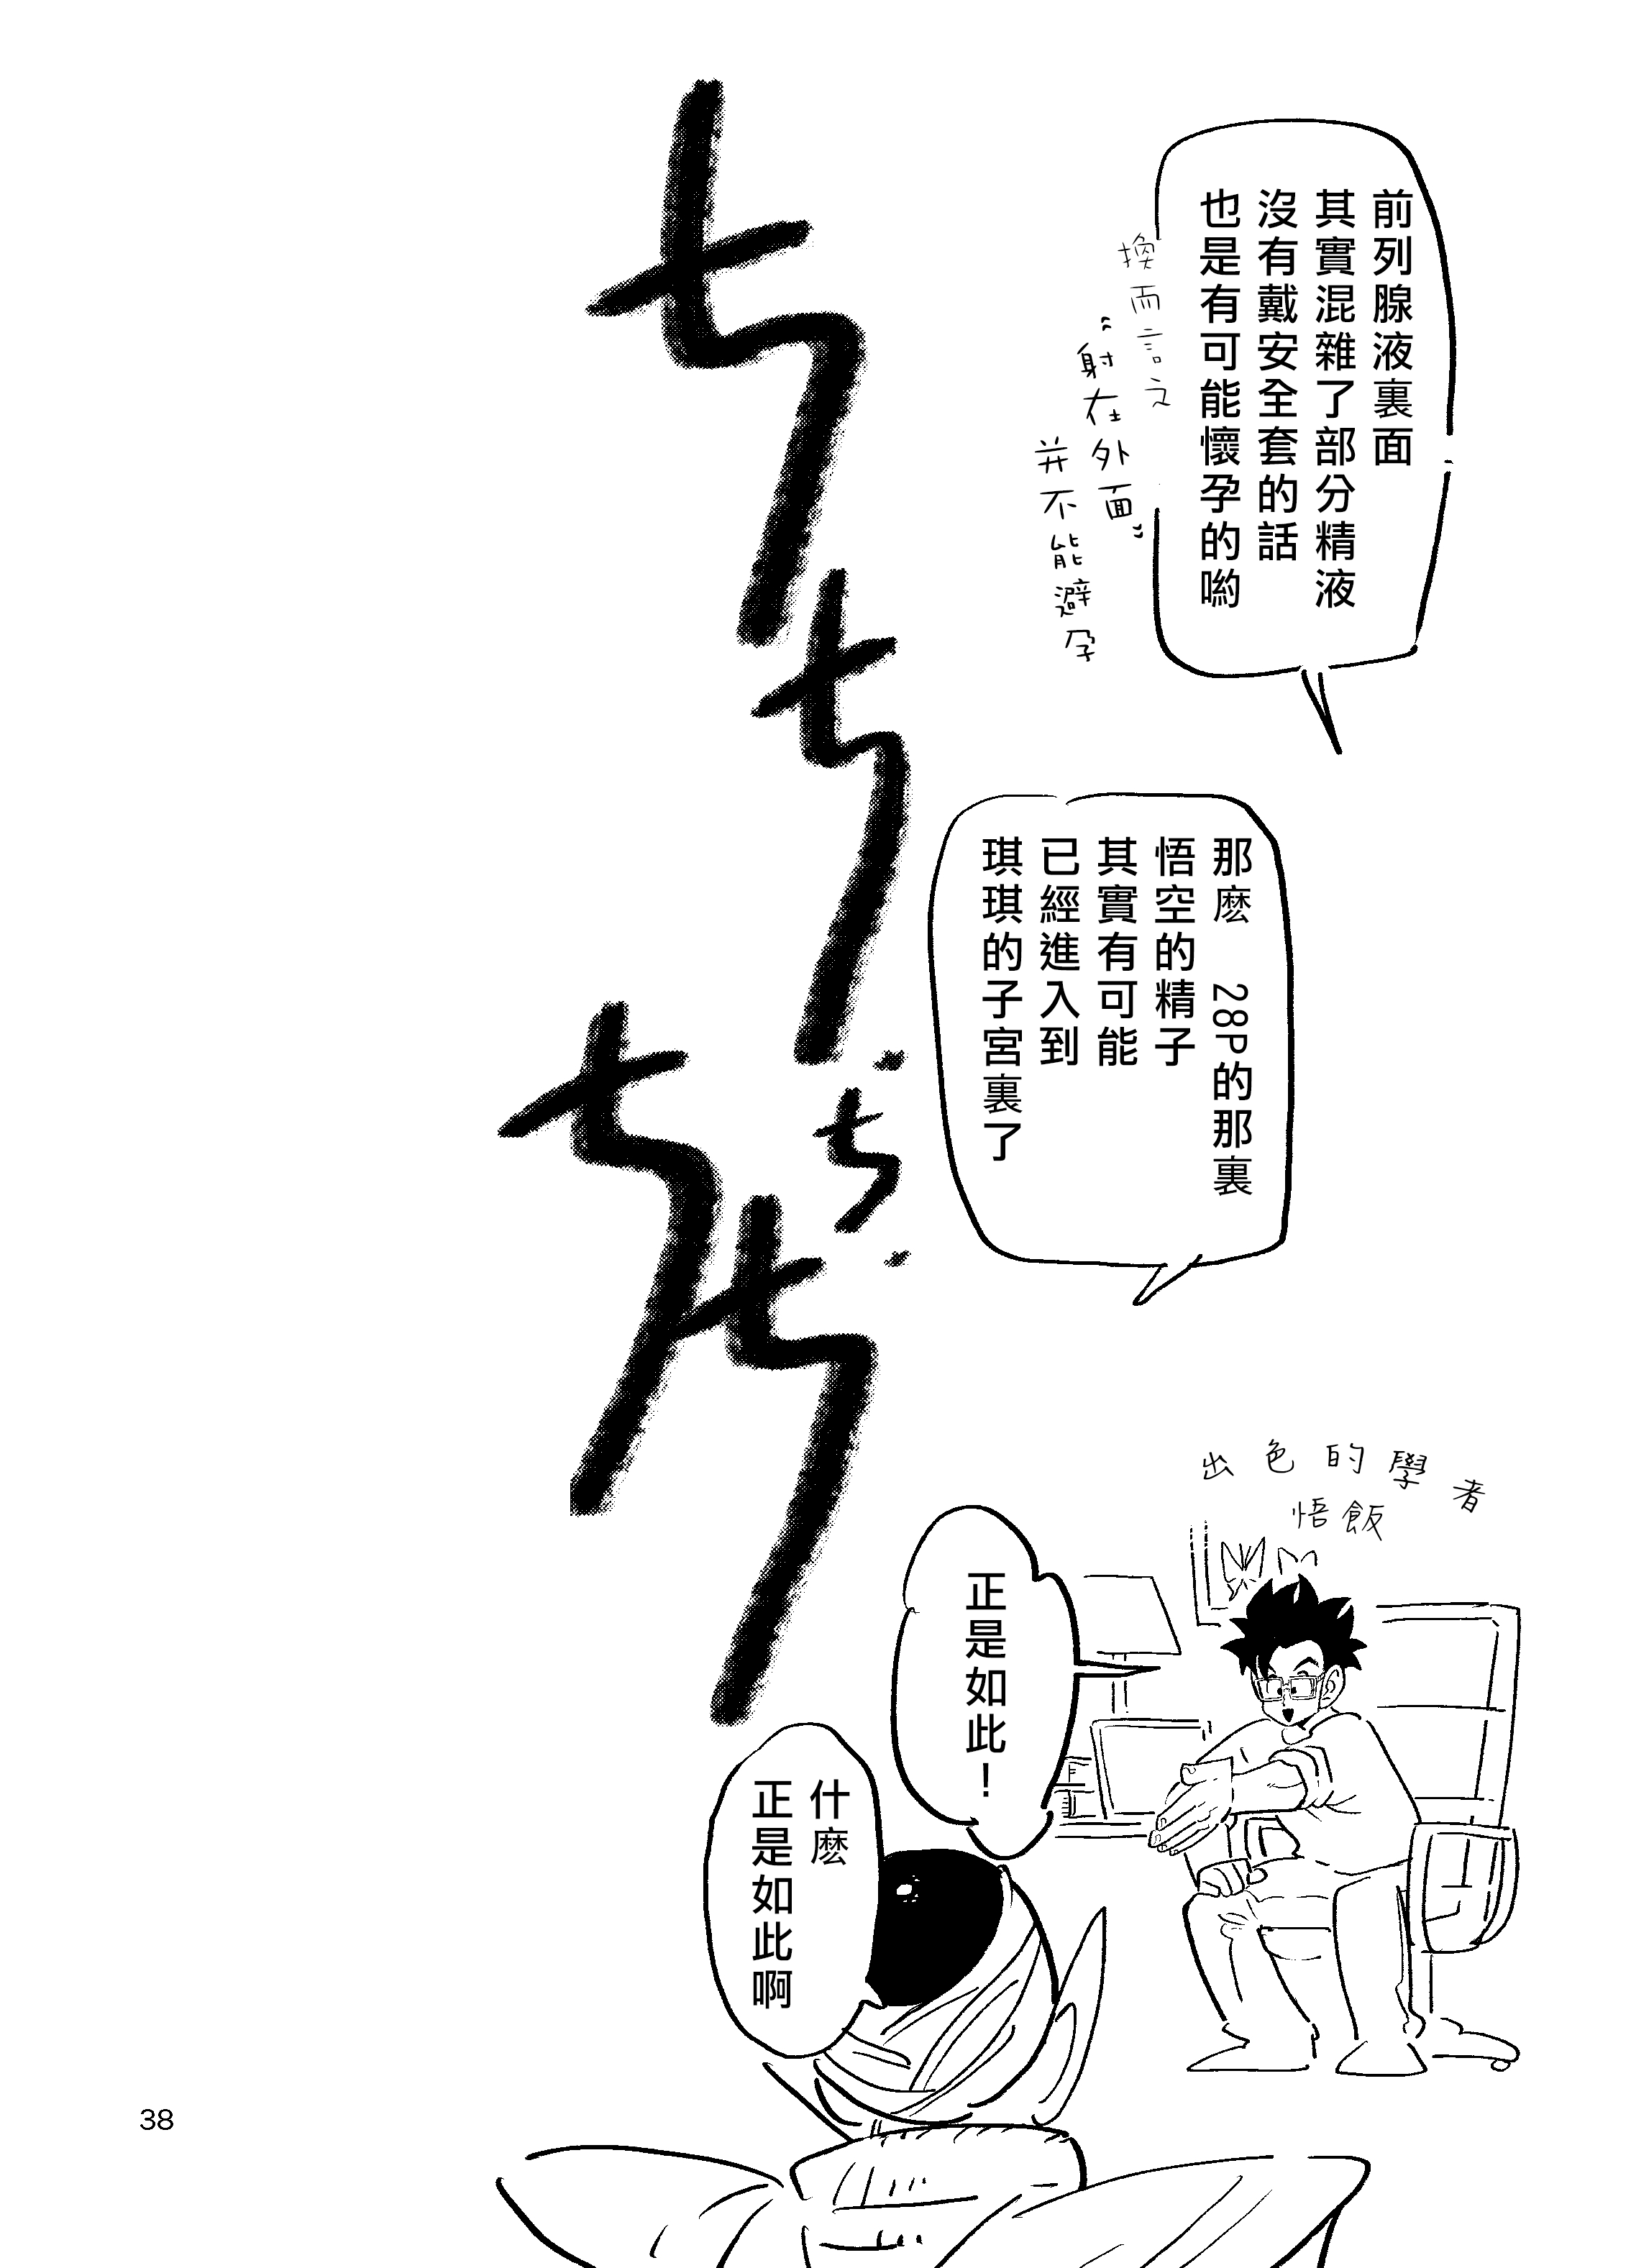 前列腺液裏面
其實混雜了部分精液
沒有戴安全套的話
也是有可能懷孕的喲
換而言之
“射在外面”
并不能避孕
ち
ち
ち
ち
ち
那麽 28P的那裏
悟空的精子
其實有可能
已經進入到
琪琪的子宮裏了
出色的學者
悟飯
正是如此!
什麽
正是如此啊
38